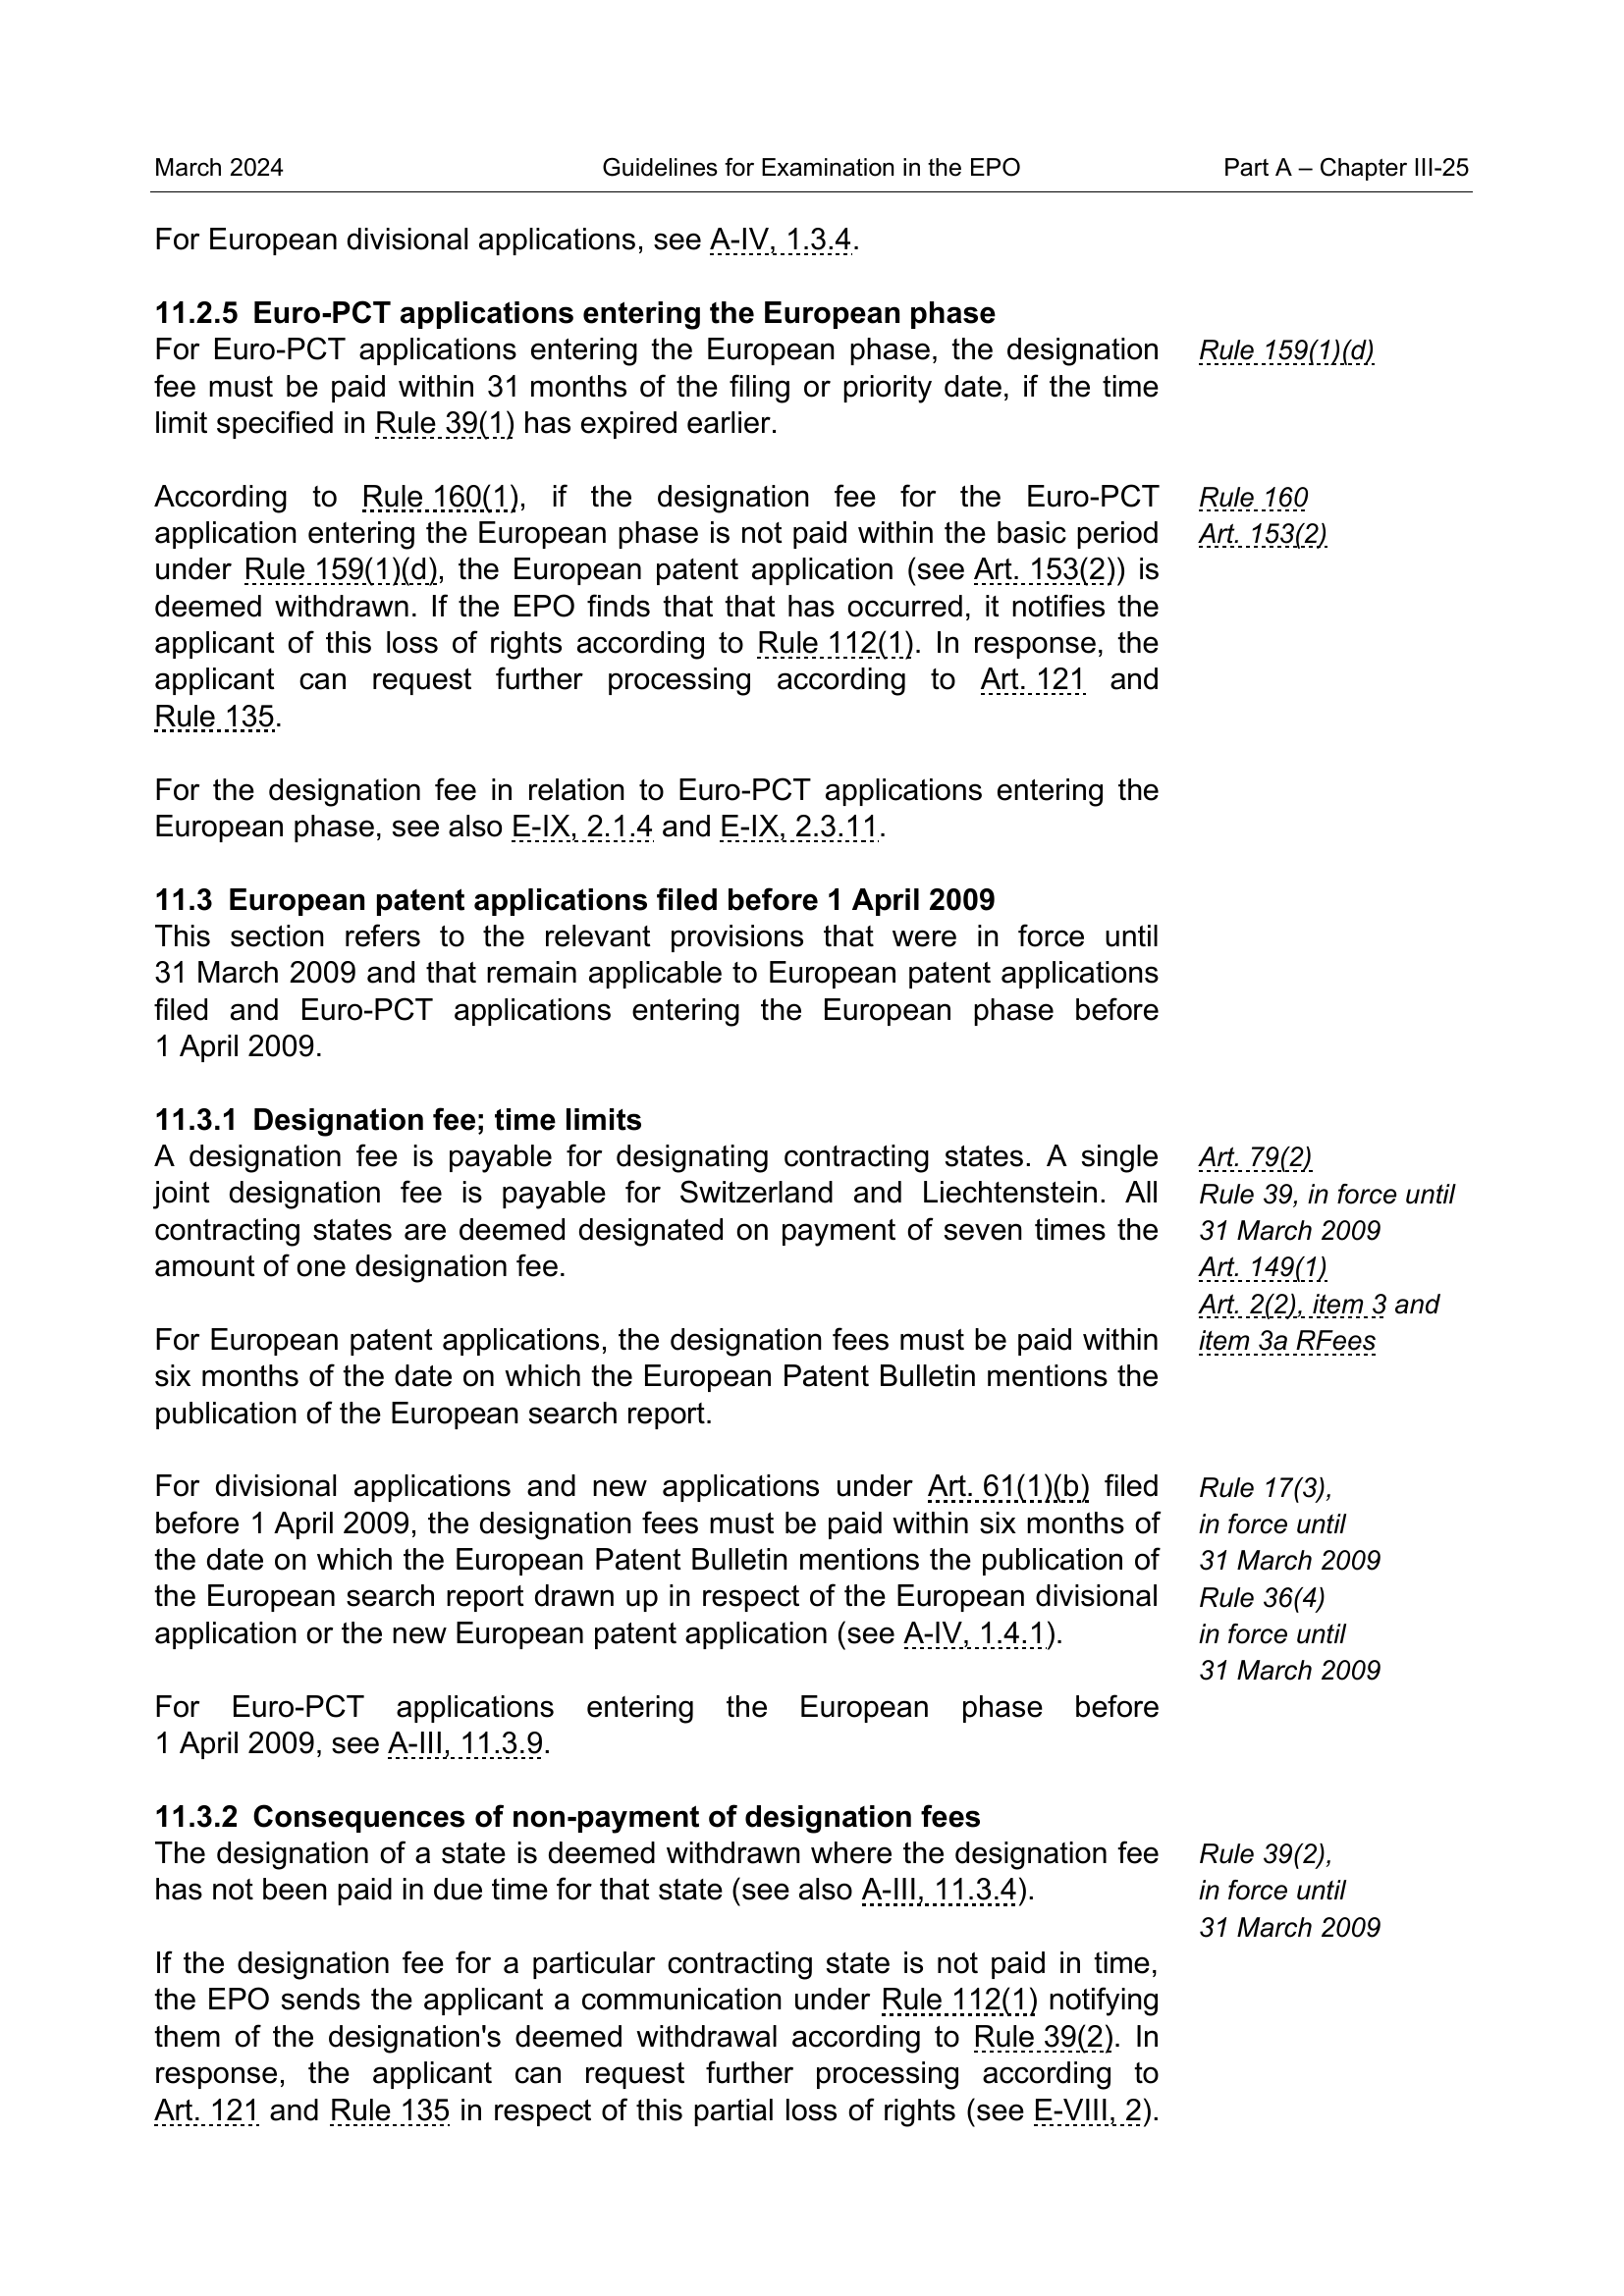 March 2024 Guidelines for Examination in the EPO Part A – Chapter III-25
For European divisional applications, see A-IV, 1.3.4.
11.2.5 Euro-PCT applications entering the European phase
For Euro-PCT applications entering the European phase, the designation
fee must be paid within 31 months of the filing or priority date, if the time
limit specified in Rule 39(1) has expired earlier.
Rule 159(1)(d)
According to Rule 160(1), if the designation fee for the Euro-PCT
application entering the European phase is not paid within the basic period
under Rule 159(1)(d), the European patent application (see Art. 153(2)) is
deemed withdrawn. If the EPO finds that that has occurred, it notifies the
applicant of this loss of rights according to Rule 112(1). In response, the
applicant can request further processing according to Art. 121 and
Rule 135.
Rule 160
Art. 153(2)
For the designation fee in relation to Euro-PCT applications entering the
European phase, see also E-IX, 2.1.4 and E-IX, 2.3.11.
11.3 European patent applications filed before 1 April 2009
This section refers to the relevant provisions that were in force until
31 March 2009 and that remain applicable to European patent applications
filed and Euro-PCT applications entering the European phase before
1 April 2009.
11.3.1 Designation fee; time limits
A designation fee is payable for designating contracting states. A single
joint designation fee is payable for Switzerland and Liechtenstein. All
contracting states are deemed designated on payment of seven times the
amount of one designation fee.
Art. 79(2)
Rule 39, in force until
31 March 2009
Art. 149(1)
Art. 2(2), item 3 and
item 3a RFees
For European patent applications, the designation fees must be paid within
six months of the date on which the European Patent Bulletin mentions the
publication of the European search report.
For divisional applications and new applications under Art. 61(1)(b) filed
before 1 April 2009, the designation fees must be paid within six months of
the date on which the European Patent Bulletin mentions the publication of
the European search report drawn up in respect of the European divisional
application or the new European patent application (see A-IV, 1.4.1).
Rule 17(3),
in force until
31 March 2009
Rule 36(4)
in force until
31 March 2009
For Euro-PCT applications entering the European phase before
1 April 2009, see A-III, 11.3.9.
11.3.2 Consequences of non-payment of designation fees
The designation of a state is deemed withdrawn where the designation fee
has not been paid in due time for that state (see also A-III, 11.3.4).
Rule 39(2),
in force until
31 March 2009
If the designation fee for a particular contracting state is not paid in time,
the EPO sends the applicant a communication under Rule 112(1) notifying
them of the designation's deemed withdrawal according to Rule 39(2). In
response, the applicant can request further processing according to
Art. 121 and Rule 135 in respect of this partial loss of rights (see E-VIII, 2).